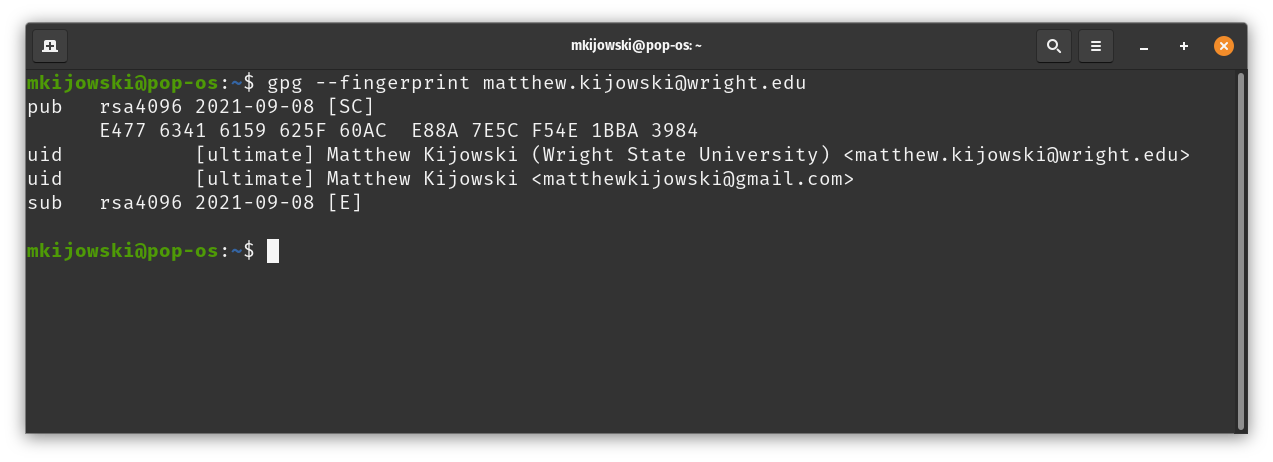 mkijowski@pop-os: ~
mkijowski@pop-os:~$ gpg --fingerprint matthew.kijowski@wright.edu
pub   rsa4096 2021-09-08 [SC]
      E477 6341 6159 625F 60AC  E88A 7E5C F54E 1BBA 3984
uid           [ultimate] Matthew Kijowski (Wright State University) <matthew.kijowski@wright.edu>
uid           [ultimate] Matthew Kijowski <matthewkijowski@gmail.com>
sub   rsa4096 2021-09-08 [E]
mkijowski@pop-os:~$